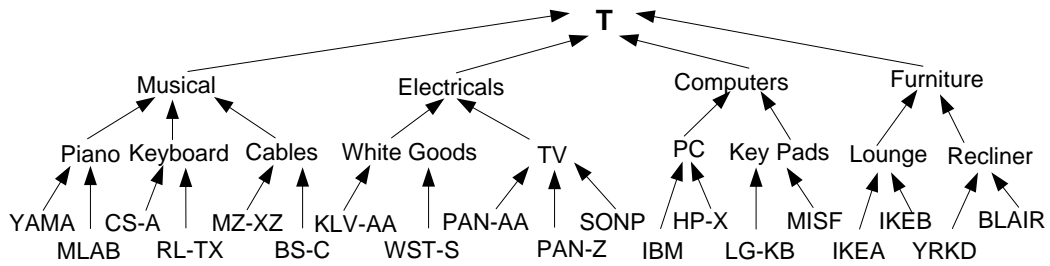 T
Musical Electricals Computers Furniture
Piano Keyboard Cables White Goods TV PC Key Pads Lounge Recliner
YAMA CS-A MZ-XZ KLV-AA PAN-AA SONP HP-X MISF IKEB BLAIR
MLAB RL-TX BS-C WST-S PAN-Z IBM LG-KB IKEA YRKD